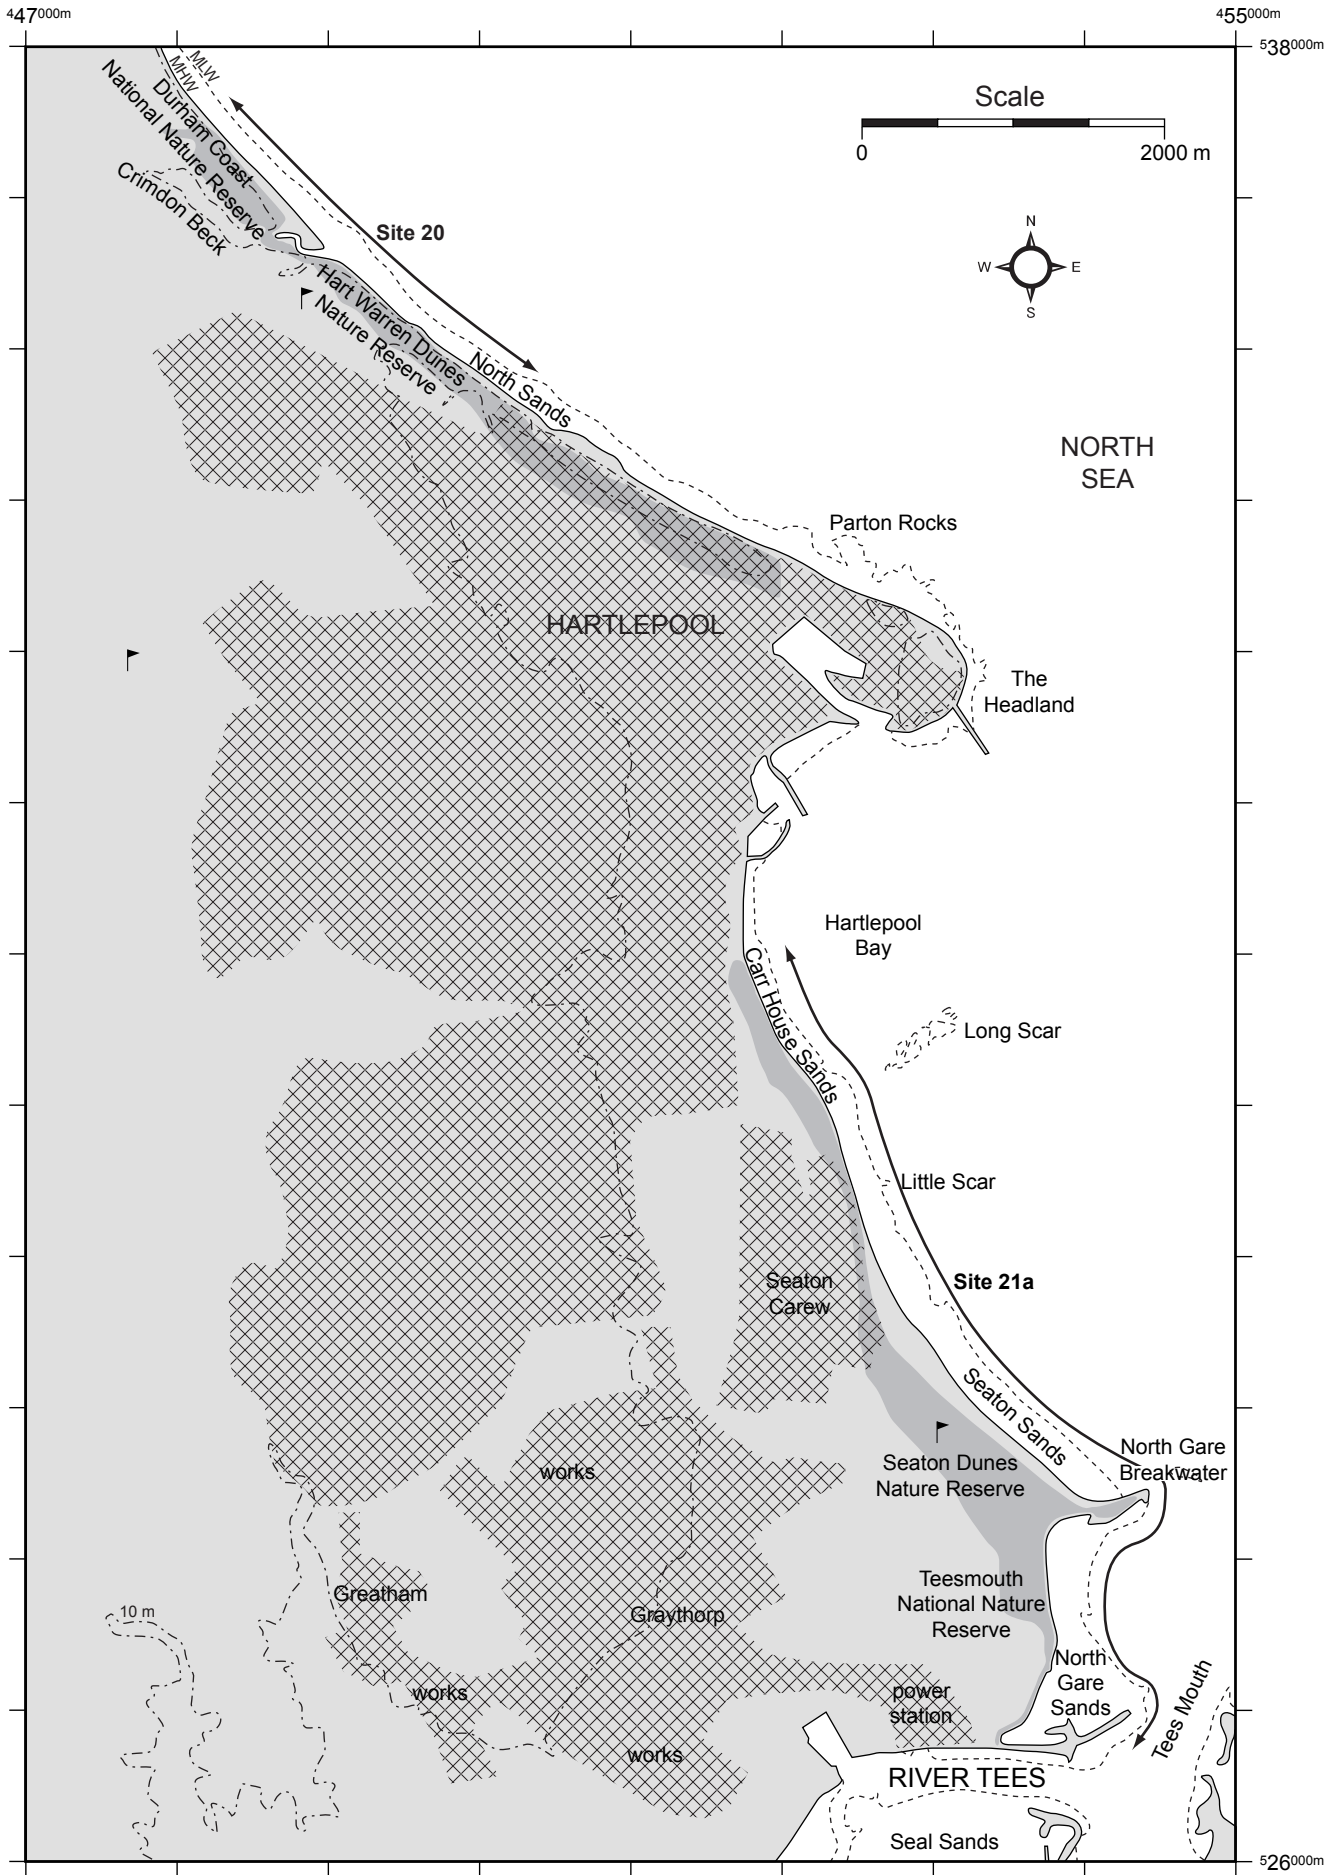 447000m
455000m
538000m
MLW
MHW
Scale
0
2000 m
Durham Coast
National Nature Reserve
Crimdon Beck
Site 20
N
W
E
S
Hart Warren Dunes
Nature Reserve
North Sands
NORTH
SEA
Parton Rocks
HARTLEPOOL
The
Headland
Hartlepool
Bay
Carr House Sands
Long Scar
Little Scar
Seaton
Carew
Site 21a
Seaton Sands
North Gare
Breakwater
Seaton Dunes
Nature Reserve
works
Teesmouth
National Nature
Reserve
Greatham
10 m
Graythorp
North
Gare
Sands
Tees Mouth
works
power
station
works
RIVER TEES
Seal Sands
526000m